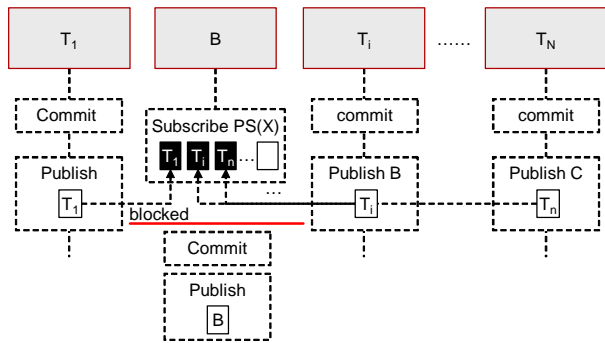 T1 B Ti ...... TN
Commit commit commit
Subscribe PS(X)
T1 Ti Tn ...
Publish Publish B Publish C
...
T1 Ti Tn
blocked
Commit
Publish
B